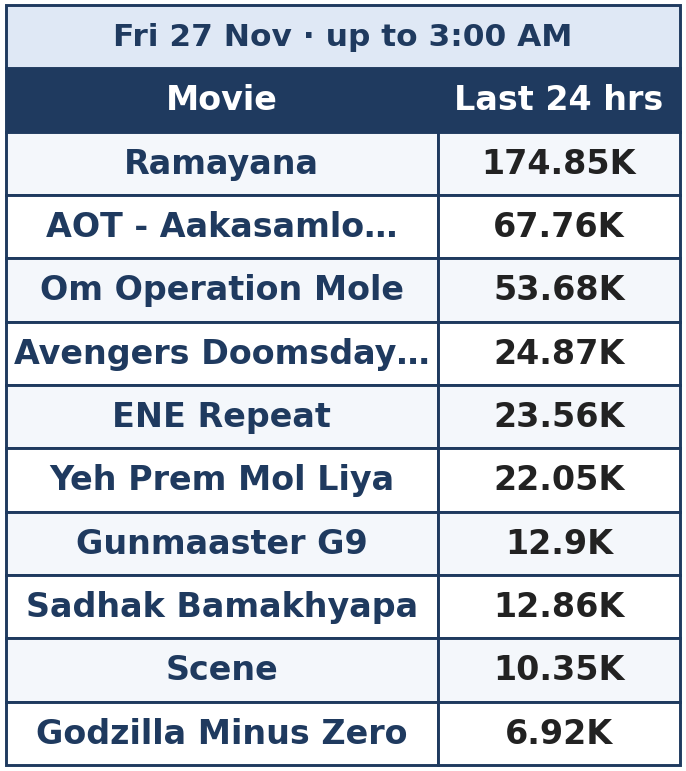 Fri 27 Nov · up to 3:00 AM
Movie Last 24 hrs
Ramayana 174.85K
AOT - Aakasamlo... 67.76K
Om Operation Mole 53.68K
Avengers Doomsday... 24.87K
ENE Repeat 23.56K
Yeh Prem Mol Liya 22.05K
Gunmaaster G9 12.9K
Sadhak Bamakhyapa 12.86K
Scene 10.35K
Godzilla Minus Zero 6.92K